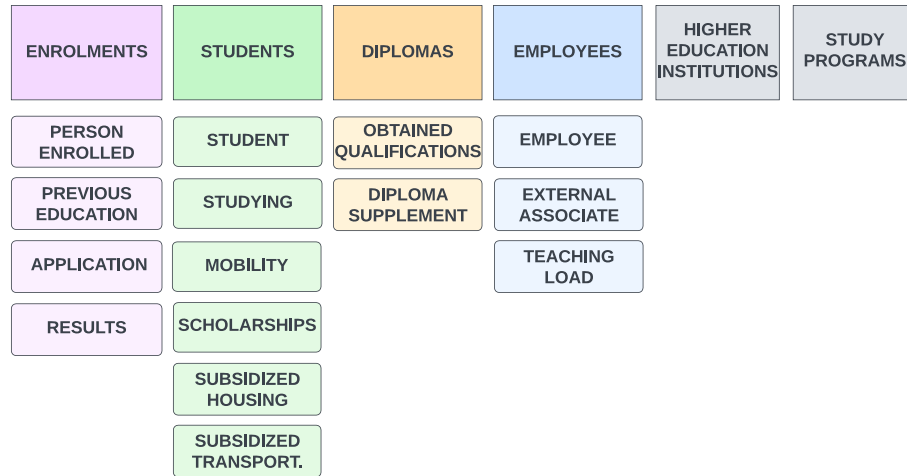 ENROLMENTS
STUDENTS
DIPLOMAS
EMPLOYEES
HIGHER
EDUCATION
INSTITUTIONS
STUDY
PROGRAMS
PERSON
ENROLLED
PREVIOUS
EDUCATION
APPLICATION
RESULTS
STUDENT
STUDYING
MOBILITY
SCHOLARSHIPS
SUBSIDIZED
HOUSING
SUBSIDIZED
TRANSPORT.
OBTAINED
QUALIFICATIONS
DIPLOMA
SUPPLEMENT
EMPLOYEE
EXTERNAL
ASSOCIATE
TEACHING
LOAD